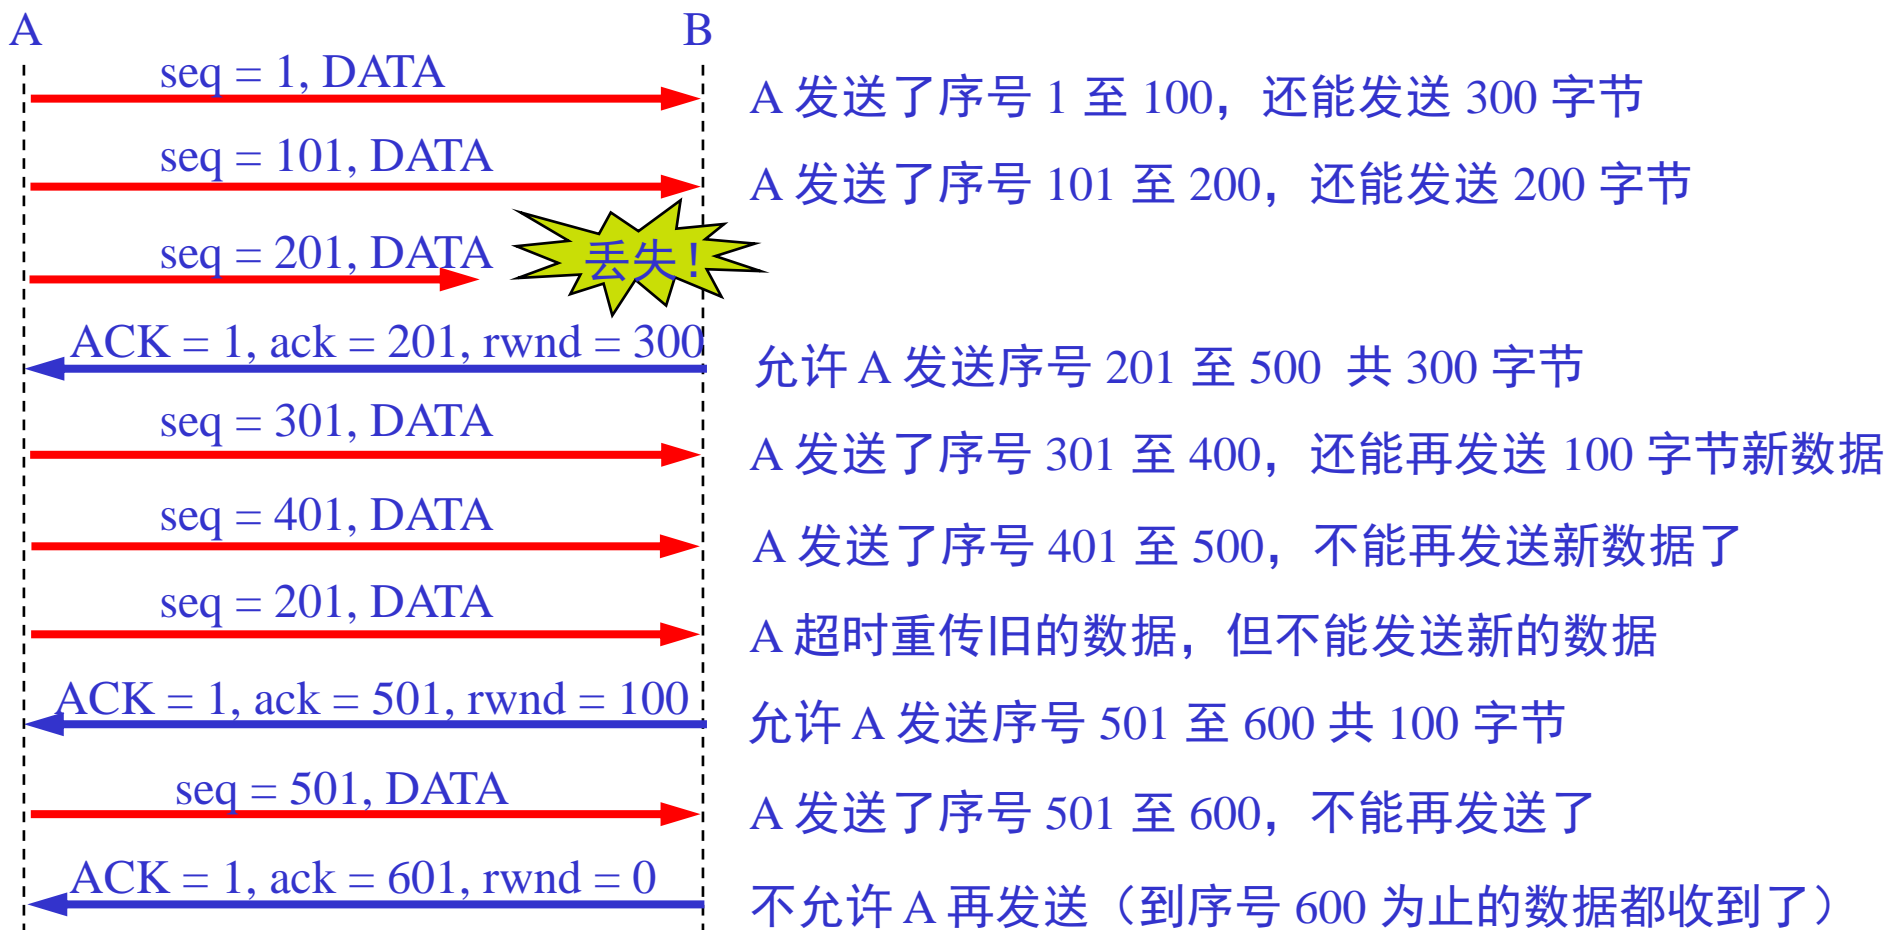 A B
seq = 1, DATA
A 发送了序号 1 至 100，还能发送 300 字节
seq = 101, DATA
A 发送了序号 101 至 200，还能发送 200 字节
seq = 201, DATA
丢失！
ACK = 1, ack = 201, rwnd = 300
允许 A 发送序号 201 至 500 共 300 字节
seq = 301, DATA
A 发送了序号 301 至 400，还能再发送 100 字节新数据
seq = 401, DATA
A 发送了序号 401 至 500，不能再发送新数据了
seq = 201, DATA
A 超时重传旧的数据，但不能发送新的数据
ACK = 1, ack = 501, rwnd = 100
允许 A 发送序号 501 至 600 共 100 字节
seq = 501, DATA
A 发送了序号 501 至 600，不能再发送了
ACK = 1, ack = 601, rwnd = 0
不允许 A 再发送（到序号 600 为止的数据都收到了）